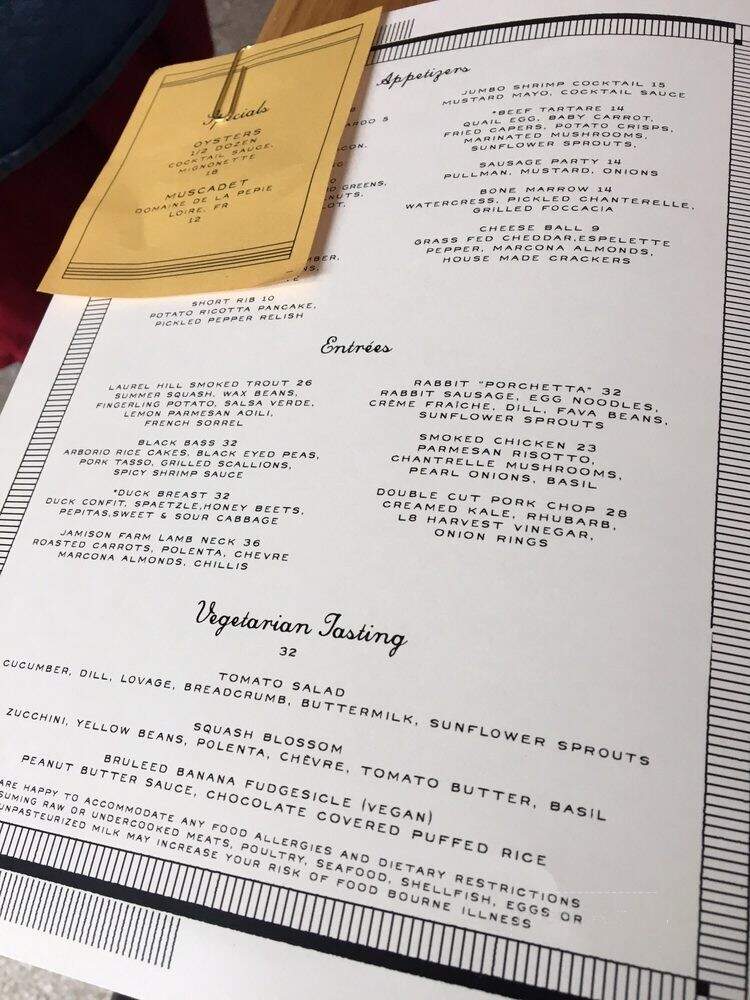 Specials
OYSTERS
1/2 DOZEN
COCKTAIL SAUCE,
MIGNONETTE
18
MUSCADET
DOMAINE DE LA PEPIE
LOIRE, FR
12
Appetizers
GREENS,
SHORT RIB 10
POTATO RICOTTA PANCAKE,
PICKLED PEPPER RELISH
JUMBO SHRIMP COCKTAIL 15
MUSTARD MAYO, COCKTAIL SAUCE
*BEEF TARTARE 14
QUAIL EGG, BABY CARROT,
FRIED CAPERS, POTATO CRISPS,
MARINATED MUSHROOMS,
SUNFLOWER SPROUTS,
SAUSAGE PARTY 14
PULLMAN, MUSTARD, ONIONS
BONE MARROW 14
WATERCRESS, PICKLED CHANTERELLE,
GRILLED FOCCACIA
CHEESE BALL 9
GRASS FED CHEDDAR,ESPELETTE
PEPPER, MARCONA ALMONDS,
HOUSE MADE CRACKERS
Entrées
LAUREL HILL SMOKED TROUT 26
SUMMER SQUASH, WAX BEANS,
FINGERLING POTATO, SALSA VERDE,
LEMON PARMESAN AOILI,
FRENCH SORREL
BLACK BASS 32
ARBORIO RICE CAKES, BLACK EYED PEAS,
PORK TASSO, GRILLED SCALLIONS,
SPICY SHRIMP SAUCE
*DUCK BREAST 32
DUCK CONFIT, SPAETZLE,HONEY BEETS,
PEPITAS,SWEET & SOUR CABBAGE
JAMISON FARM LAMB NECK 36
ROASTED CARROTS, POLENTA, CHEVRE
MARCONA ALMONDS, CHILLIS
RABBIT "PORCHETTA" 32
RABBIT SAUSAGE, EGG NOODLES,
CRÈME FRAICHE, DILL, FAVA BEANS,
SUNFLOWER SPROUTS
SMOKED CHICKEN 23
PARMESAN RISOTTO,
CHANTRELLE MUSHROOMS,
PEARL ONIONS, BASIL
DOUBLE CUT PORK CHOP 28
CREAMED KALE, RHUBARB,
L8 HARVEST VINEGAR,
ONION RINGS
Vegetarian Tasting
32
TOMATO SALAD
CUCUMBER, DILL, LOVAGE, BREADCRUMB, BUTTERMILK, SUNFLOWER SPROUTS
SQUASH BLOSSOM
ZUCCHINI, YELLOW BEANS, POLENTA, CHÈVRE, TOMATO BUTTER, BASIL
BRULEED BANANA FUDGESICLE (VEGAN)
PEANUT BUTTER SAUCE, CHOCOLATE COVERED PUFFED RICE
ARE HAPPY TO ACCOMMODATE ANY FOOD ALLERGIES AND DIETARY RESTRICTIONS
SUMING RAW OR UNDERCOOKED MEATS, POULTRY, SEAFOOD, SHELLFISH, EGGS OR
UNPASTEURIZED MILK MAY INCREASE YOUR RISK OF FOOD BOURNE ILLNESS